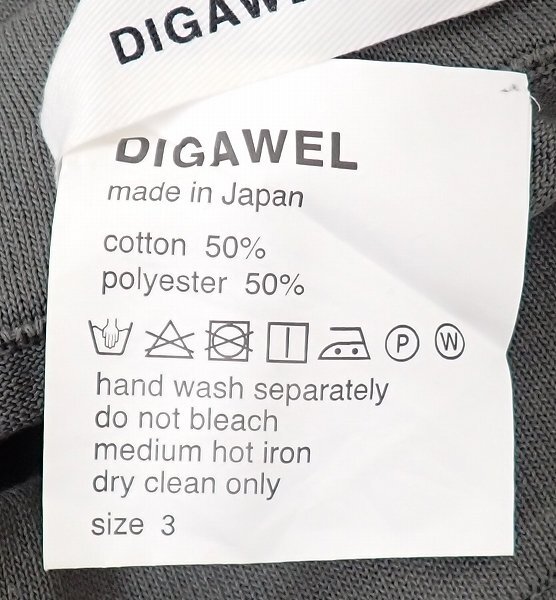 DIGAWEL
DIGAWEL
made in Japan
cotton 50%
polyester 50%
P W
hand wash separately
do not bleach
medium hot iron
dry clean only
size 3